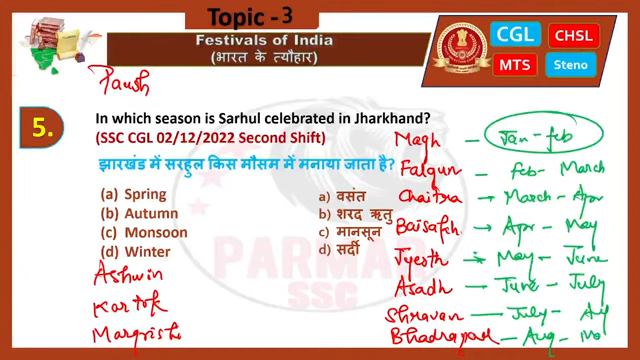 Topic -3
Festivals of India
(भारत के त्यौहार)
CGL
CHSL
MTS
Steno
Paush
5.
In which season is Sarhul celebrated in Jharkhand?
(SSC CGL 02/12/2022 Second Shift)
झारखंड में सरहुल किस मौसम में मनाया जाता है?
(a) Spring
(b) Autumn
(c) Monsoon
(d) Winter
a) वसंत
b) शरद ऋतु
c) मानसून
d) सर्दी
Ashwin
Kartok
Margrish
Magh - Jan-feb
Falgun - feb- March
Chaitra → March - Apr
Baisakh → Apr - May
Jyesth → May - June
Asadh → June - July
Shravan → July - Aug
Bhadrapad - Aug -
PARMAR
SSC